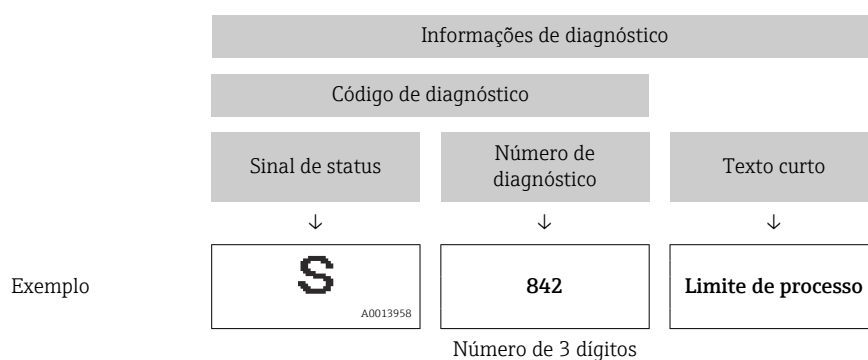 Informações de diagnóstico
Código de diagnóstico
Sinal de status
Número de
diagnóstico
Texto curto
↓ ↓ ↓
Exemplo
S
A0013958
842
Limite de processo
Número de 3 dígitos